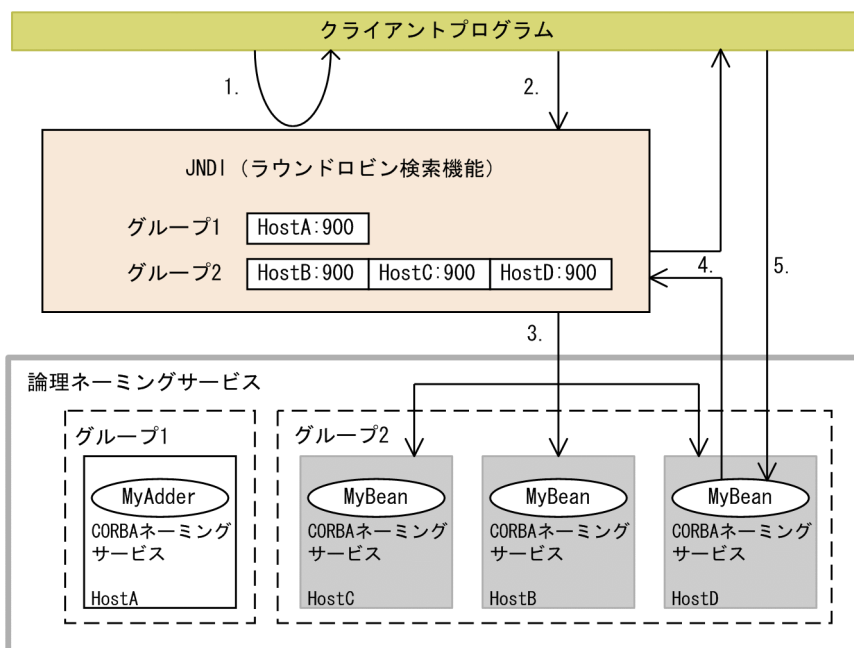 クライアントプログラム
1.
2.
JNDI（ラウンドロビン検索機能）
グループ1 HostA:900
グループ2 HostB:900 HostC:900 HostD:900
4.
5.
3.
論理ネーミングサービス
グループ1
グループ2
MyAdder
CORBAネーミング
サービス
HostA
MyBean
CORBAネーミング
サービス
HostC
MyBean
CORBAネーミング
サービス
HostB
MyBean
CORBAネーミング
サービス
HostD